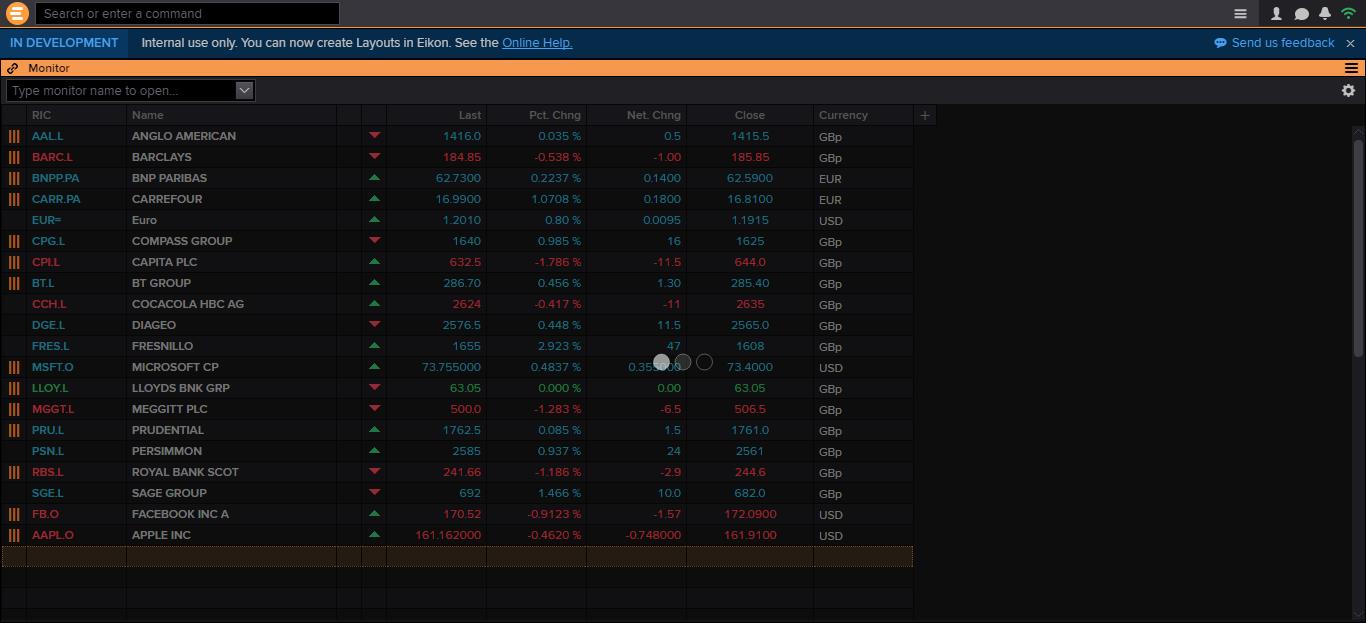 Search or enter a command
IN DEVELOPMENT Internal use only. You can now create Layouts in Eikon. See the Online Help. Send us feedback
Monitor
Type monitor name to open...
RIC Name Last Pct. Chng Net. Chng Close Currency +
AAL.L ANGLO AMERICAN 1416.0 0.035 % 0.5 1415.5 GBp
BARC.L BARCLAYS 184.85 -0.538 % -1.00 185.85 GBp
BNPP.PA BNP PARIBAS 62.7300 0.2237 % 0.1400 62.5900 EUR
CARR.PA CARREFOUR 16.9900 1.0708 % 0.1800 16.8100 EUR
EUR= Euro 1.2010 0.80 % 0.0095 1.1915 USD
CPG.L COMPASS GROUP 1640 0.985 % 16 1625 GBp
CPI.L CAPITA PLC 632.5 -1.786 % -11.5 644.0 GBp
BT.L BT GROUP 286.70 0.456 % 1.30 285.40 GBp
CCH.L COCACOLA HBC AG 2624 -0.417 % -11 2635 GBp
DGE.L DIAGEO 2576.5 0.448 % 11.5 2565.0 GBp
FRES.L FRESNILLO 1655 2.923 % 47 1608 GBp
MSFT.O MICROSOFT CP 73.755000 0.4837 % 73.4000 USD
LLOY.L LLOYDS BNK GRP 63.05 0.000 % 0.00 63.05 GBp
MGGT.L MEGGITT PLC 500.0 -1.283 % -6.5 506.5 GBp
PRU.L PRUDENTIAL 1762.5 0.085 % 1.5 1761.0 GBp
PSN.L PERSIMMON 2585 0.937 % 24 2561 GBp
RBS.L ROYAL BANK SCOT 241.66 -1.186 % -2.9 244.6 GBp
SGE.L SAGE GROUP 692 1.466 % 10.0 682.0 GBp
FB.O FACEBOOK INC A 170.52 -0.9123 % -1.57 172.0900 USD
AAPL.O APPLE INC 161.162000 -0.4620 % -0.748000 161.9100 USD